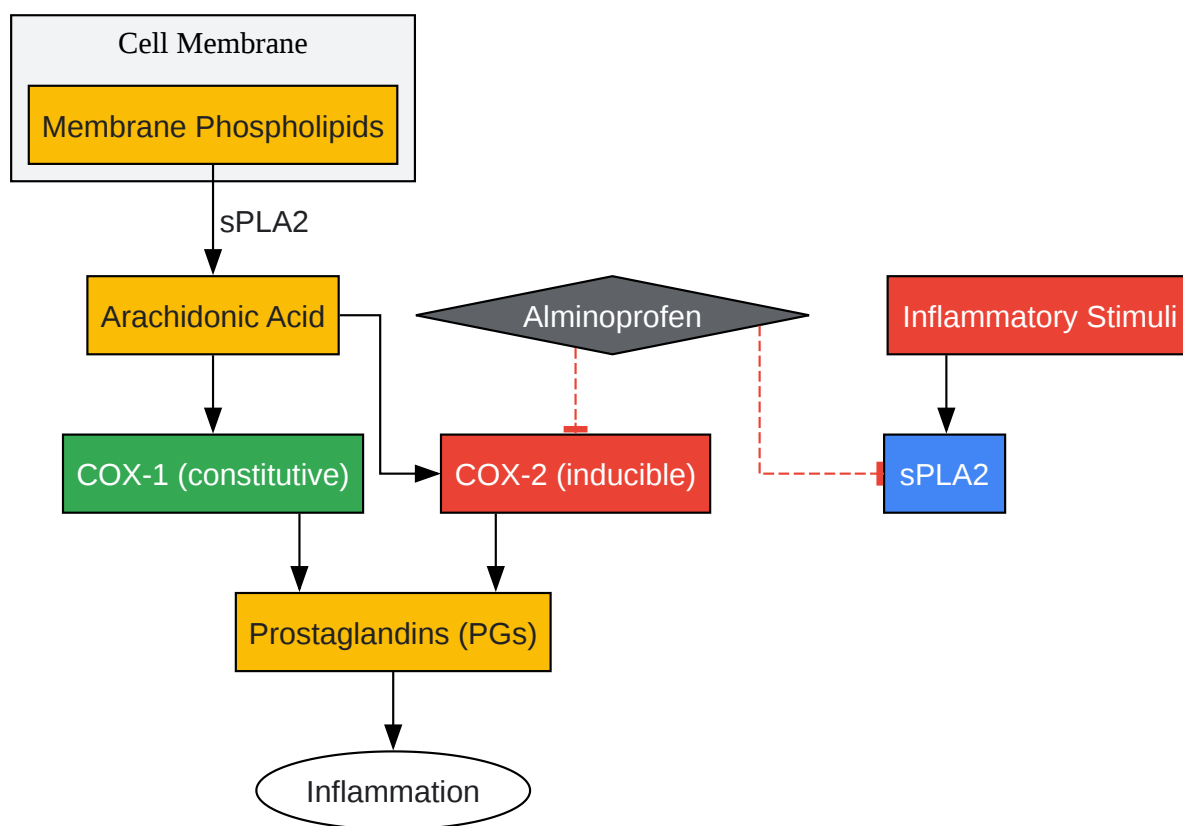 Cell Membrane
Membrane Phospholipids
sPLA2
Arachidonic Acid
Alminoprofen
Inflammatory Stimuli
COX-1 (constitutive)
COX-2 (inducible)
sPLA2
Prostaglandins (PGs)
Inflammation